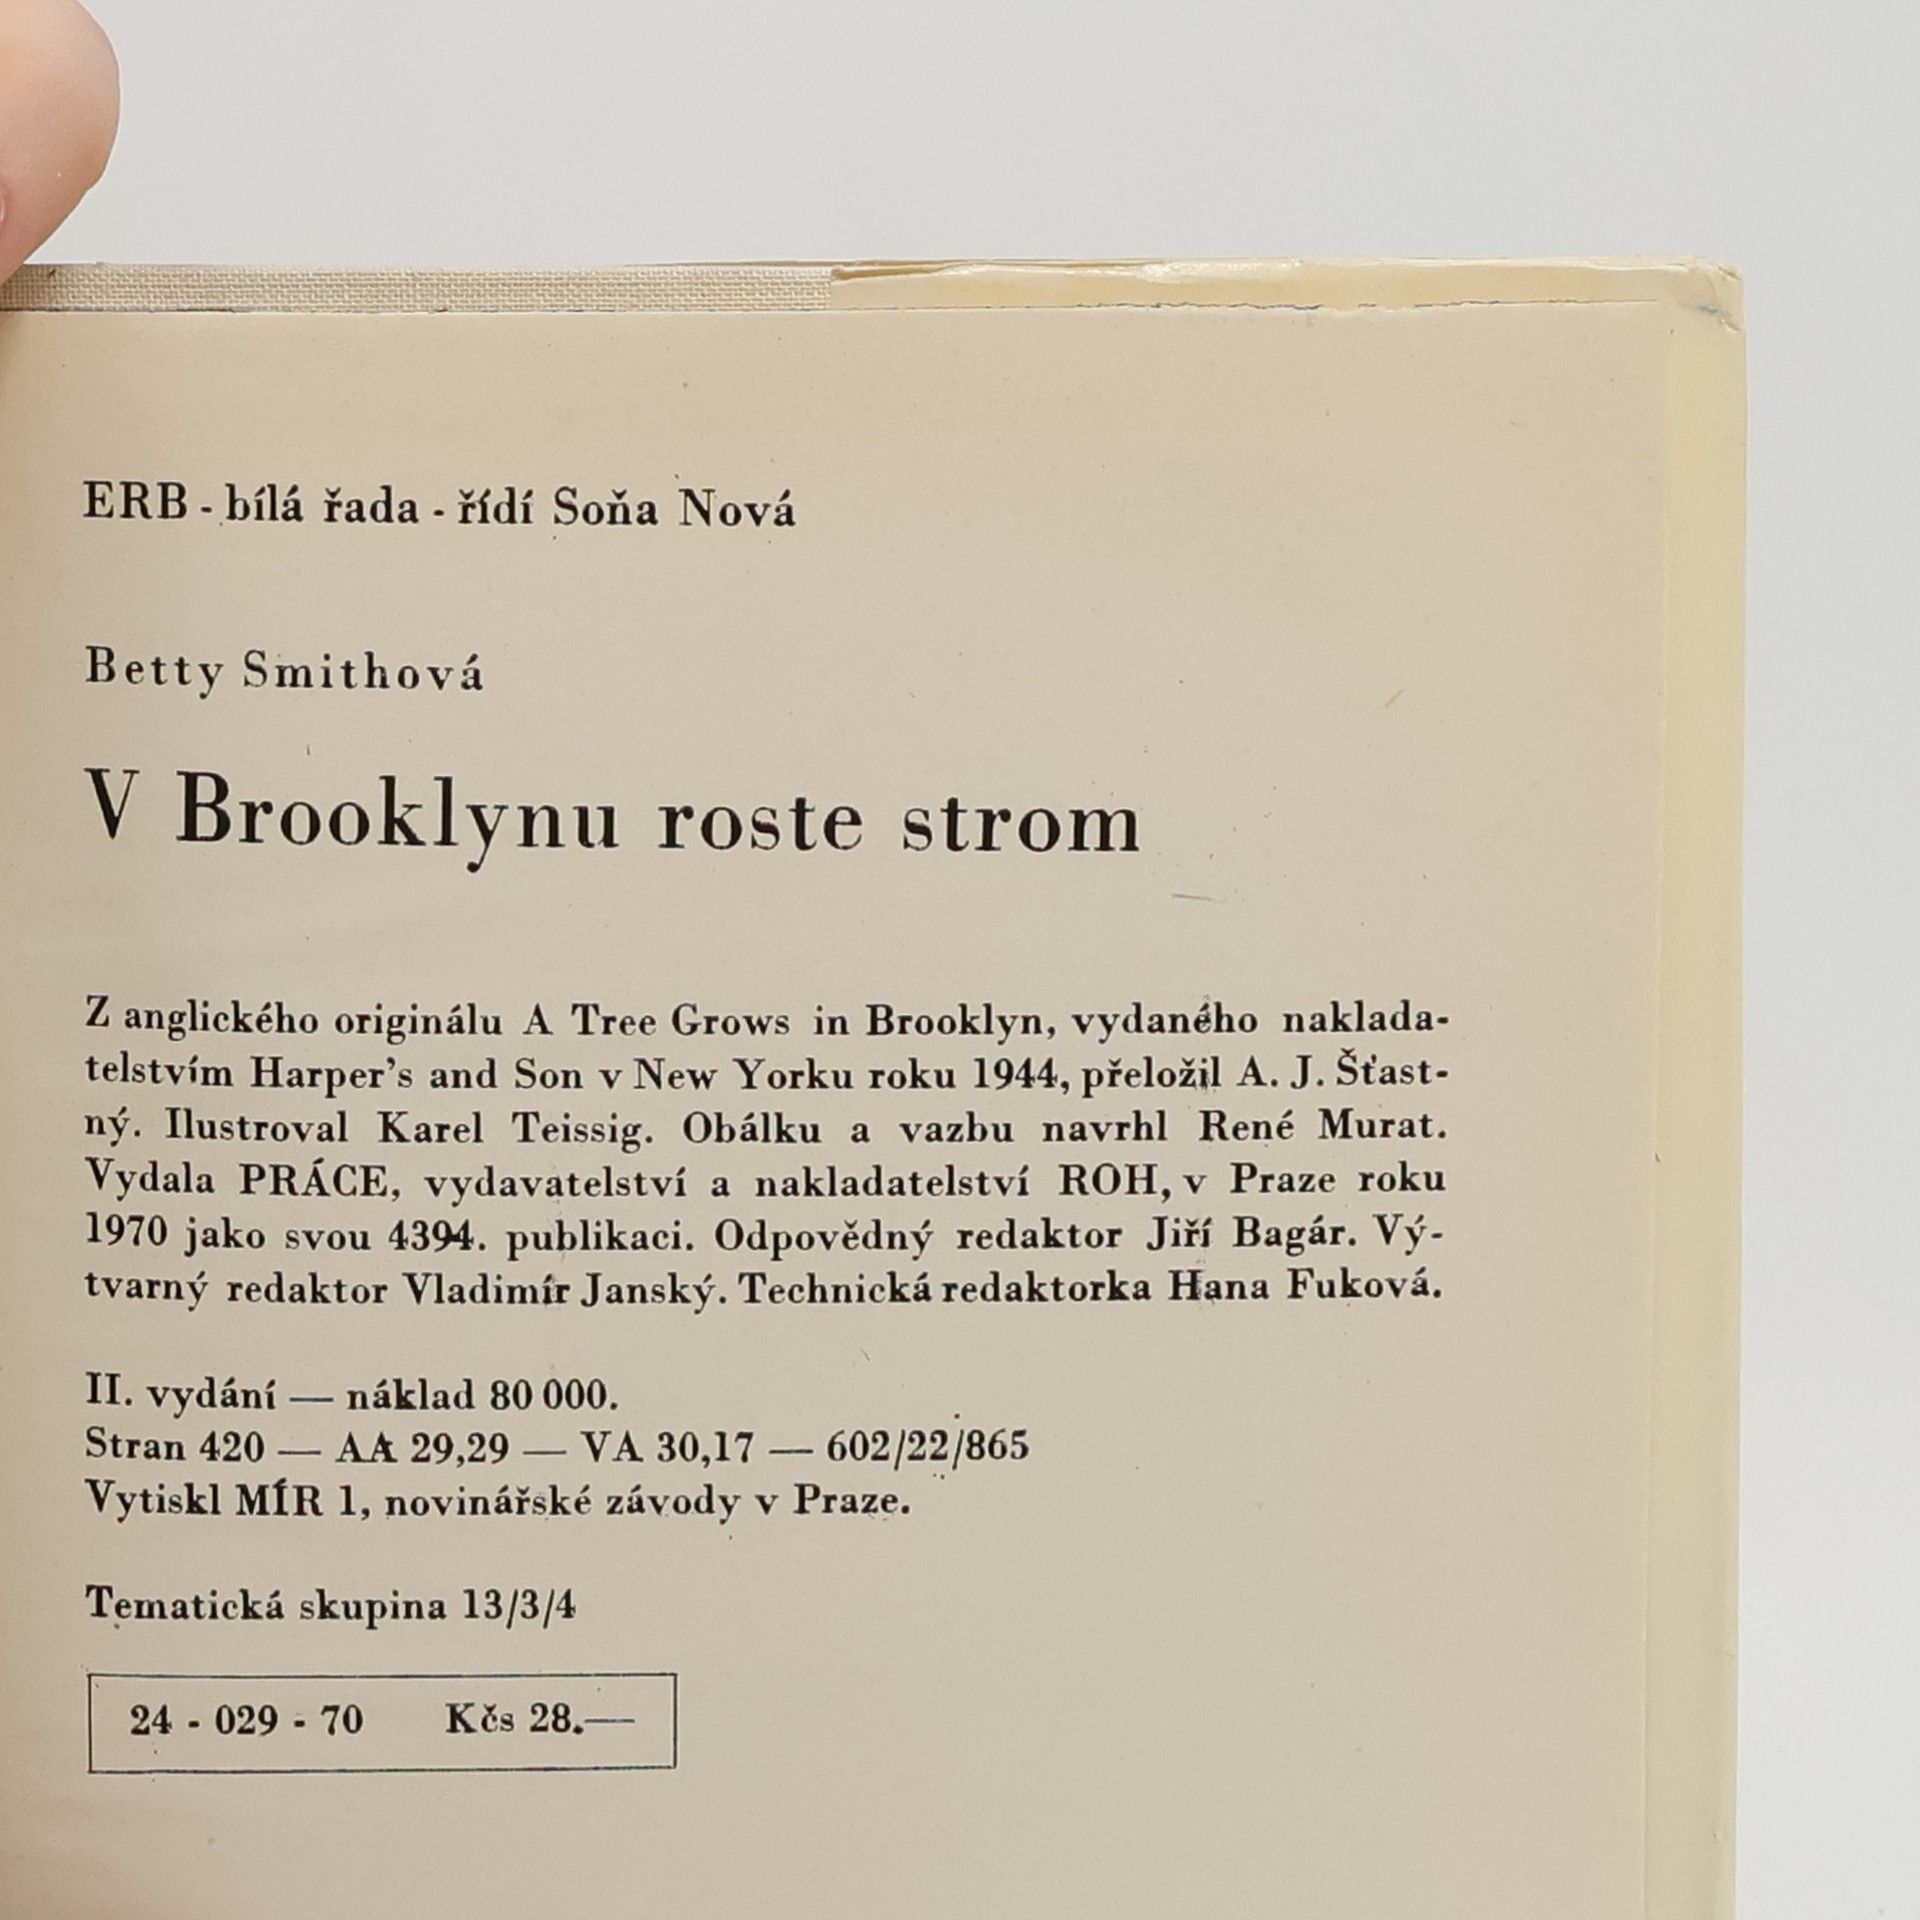 ERB - bílá řada - řídí Soňa Nová
Betty Smithová
V Brooklynu roste strom
Z anglického originálu A Tree Grows in Brooklyn, vydaného naklada-
telstvím Harper's and Son v New Yorku roku 1944, přeložil A. J. Šťast-
ný. Ilustroval Karel Teissig. Obálku a vazbu navrhl René Murat.
Vydala PRÁCE, vydavatelství a nakladatelství ROH, v Praze roku
1970 jako svou 4394. publikaci. Odpovědný redaktor Jiří Bagár. Vý-
tvarný redaktor Vladimír Janský. Technická redaktorka Hana Fuková.
II. vydání — náklad 80 000.
Stran 420 — AA 29,29 — VA 30,17 — 602/22/865
Vytiskl MÍR 1, novinářské závody v Praze.
Tematická skupina 13/3/4
24 - 029 - 70 Kčs 28.—